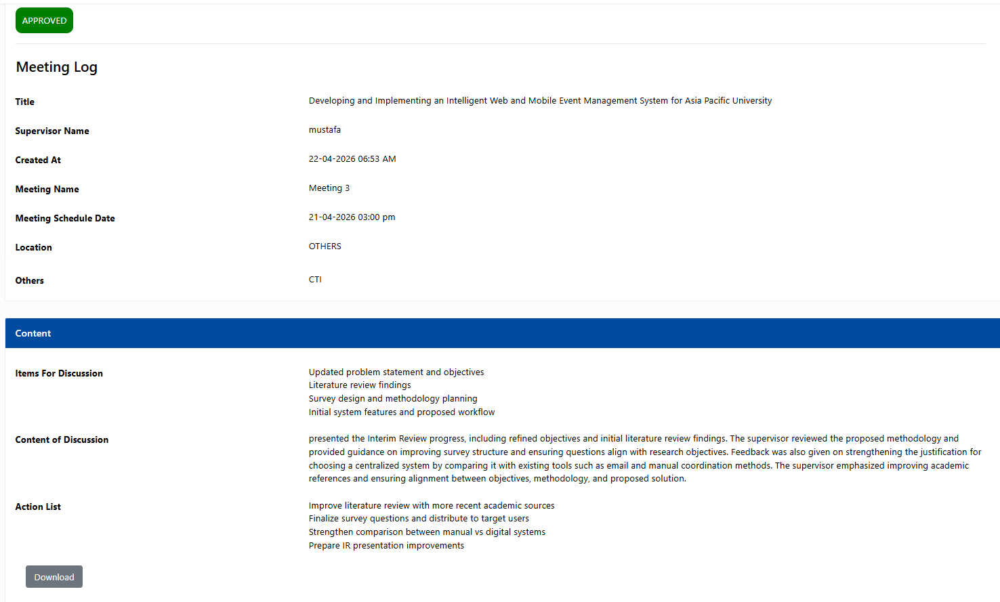 APPROVED
Meeting Log
Title
Developing and Implementing an Intelligent Web and Mobile Event Management System for Asia Pacific University
Supervisor Name
mustafa
Created At
22-04-2026 06:53 AM
Meeting Name
Meeting 3
Meeting Schedule Date
21-04-2026 03:00 pm
Location
OTHERS
Others
CTI
Content
Items For Discussion
Updated problem statement and objectives
Literature review findings
Survey design and methodology planning
Initial system features and proposed workflow
Content of Discussion
presented the Interim Review progress, including refined objectives and initial literature review findings. The supervisor reviewed the proposed methodology and
provided guidance on improving survey structure and ensuring questions align with research objectives. Feedback was also given on strengthening the justification for
choosing a centralized system by comparing it with existing tools such as email and manual coordination methods. The supervisor emphasized improving academic
references and ensuring alignment between objectives, methodology, and proposed solution.
Action List
Improve literature review with more recent academic sources
Finalize survey questions and distribute to target users
Strengthen comparison between manual vs digital systems
Prepare IR presentation improvements
Download